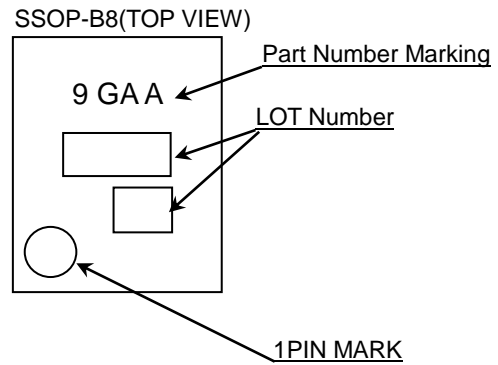 SSOP-B8(TOP VIEW)
Part Number Marking
9 GA A
LOT Number
1PIN MARK